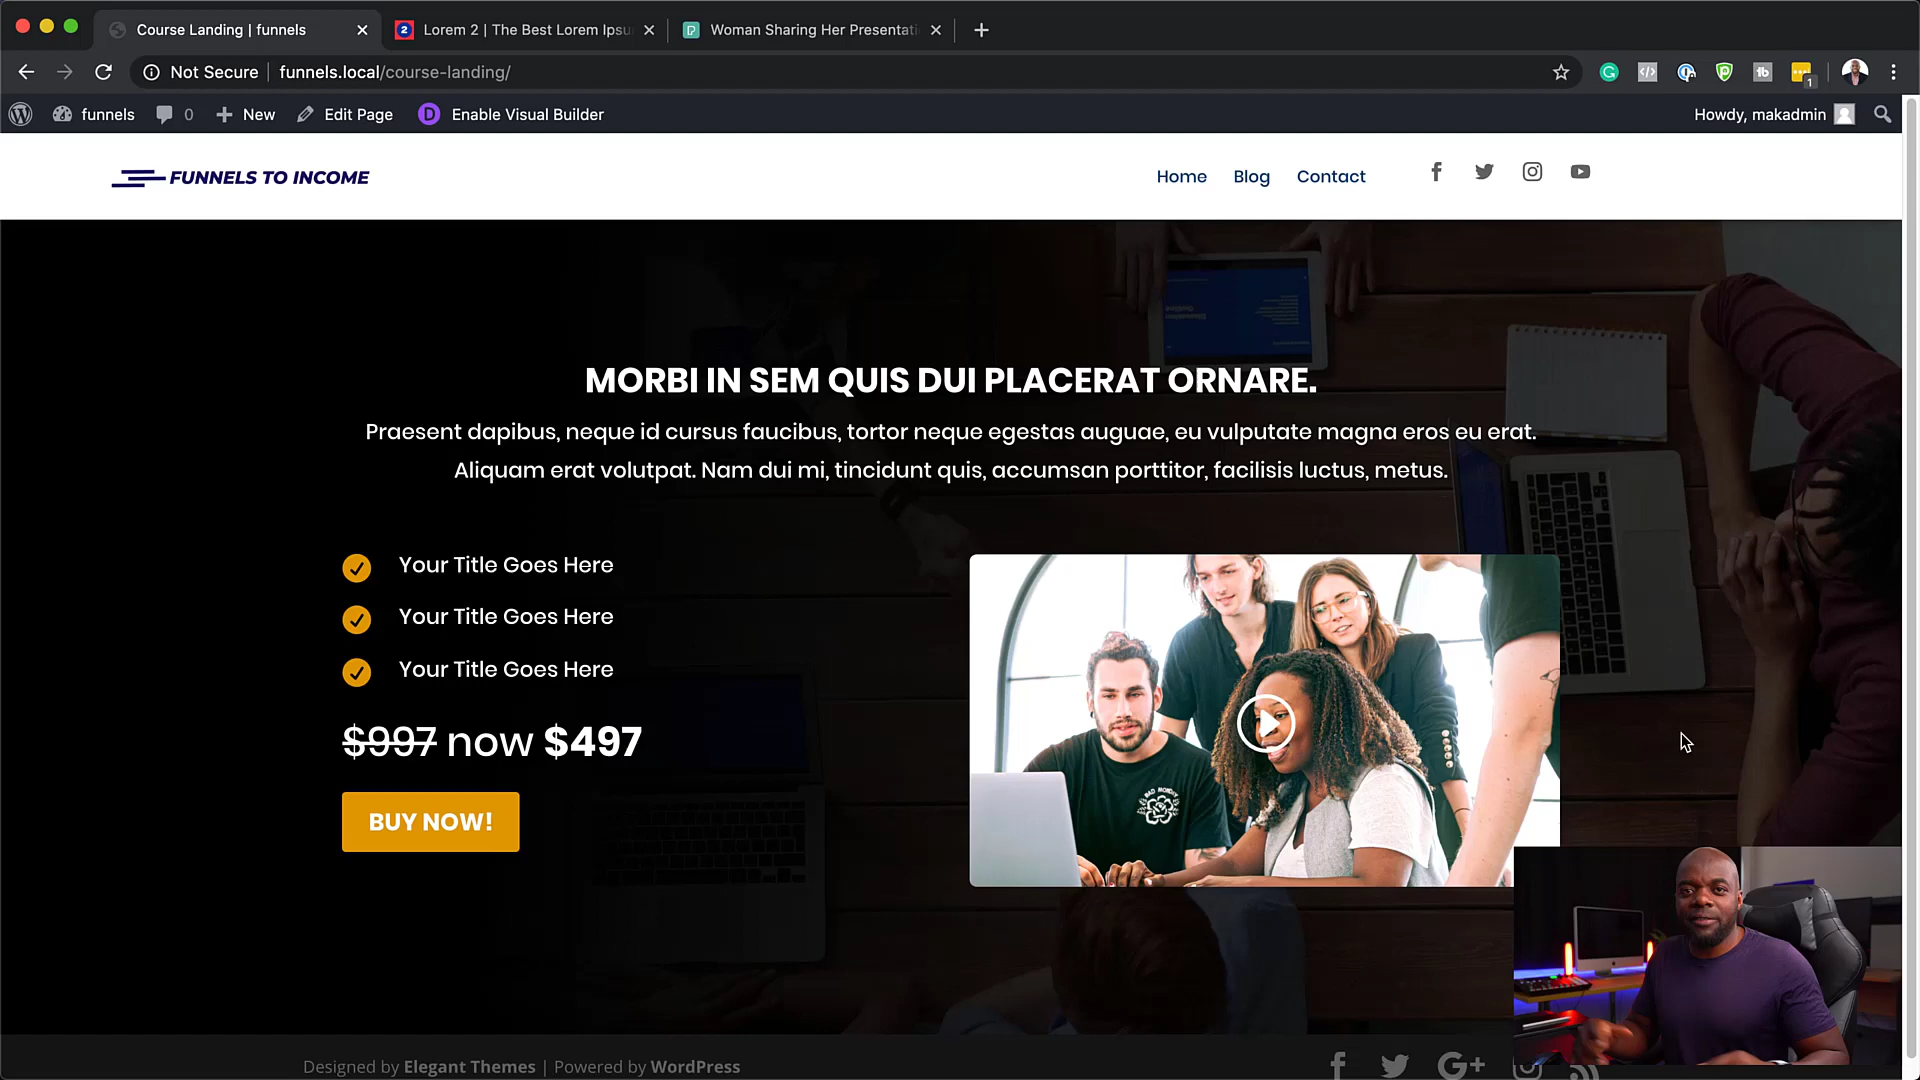 Course Landing | funnels
Lorem 2 | The Best Lorem Ipsu
Woman Sharing Her Presentati
Not Secure
funnels.local/course-landing/
1
funnels
0
New
Edit Page
D
Enable Visual Builder
Howdy, makadmin
FUNNELS TO INCOME
Home
Blog
Contact
MORBI IN SEM QUIS DUI PLACERAT ORNARE.
Praesent dapibus, neque id cursus faucibus, tortor neque egestas auguae, eu vulputate magna eros eu erat.
Aliquam erat volutpat. Nam dui mi, tincidunt quis, accumsan porttitor, facilisis luctus, metus.
Your Title Goes Here
Your Title Goes Here
Your Title Goes Here
$997 now $497
BUY NOW!
BAD MONDAY
Designed by Elegant Themes | Powered by WordPress